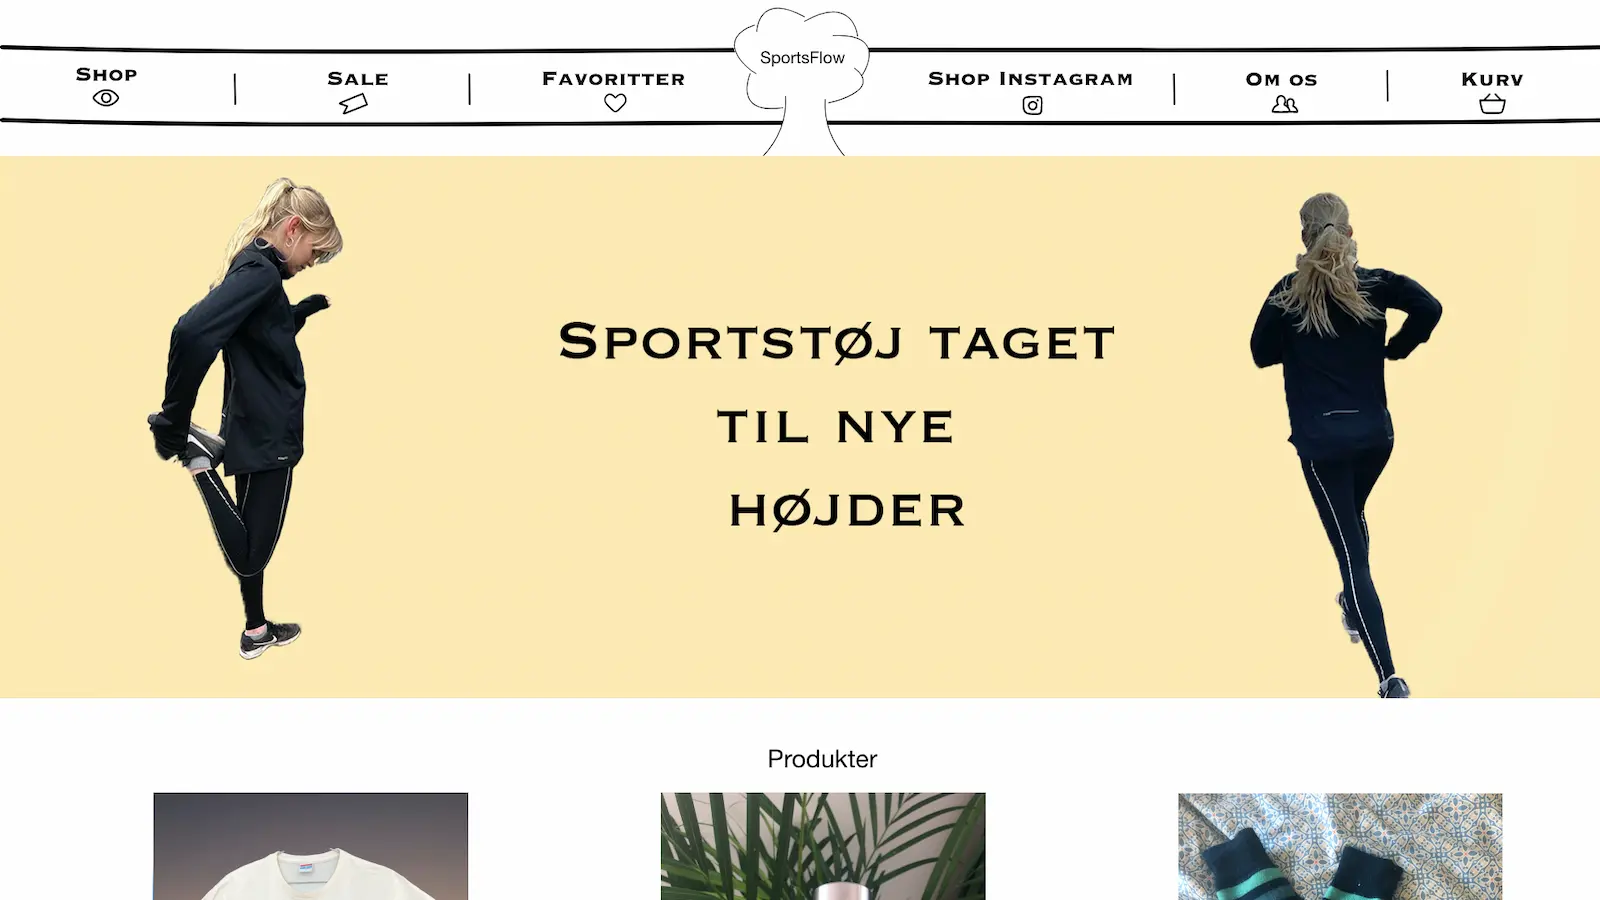 SportsFlow
Shop
Sale
Favoritter
Shop Instagram
Om os
Kurv
Sportstøj taget
til nye
højder
Produkter